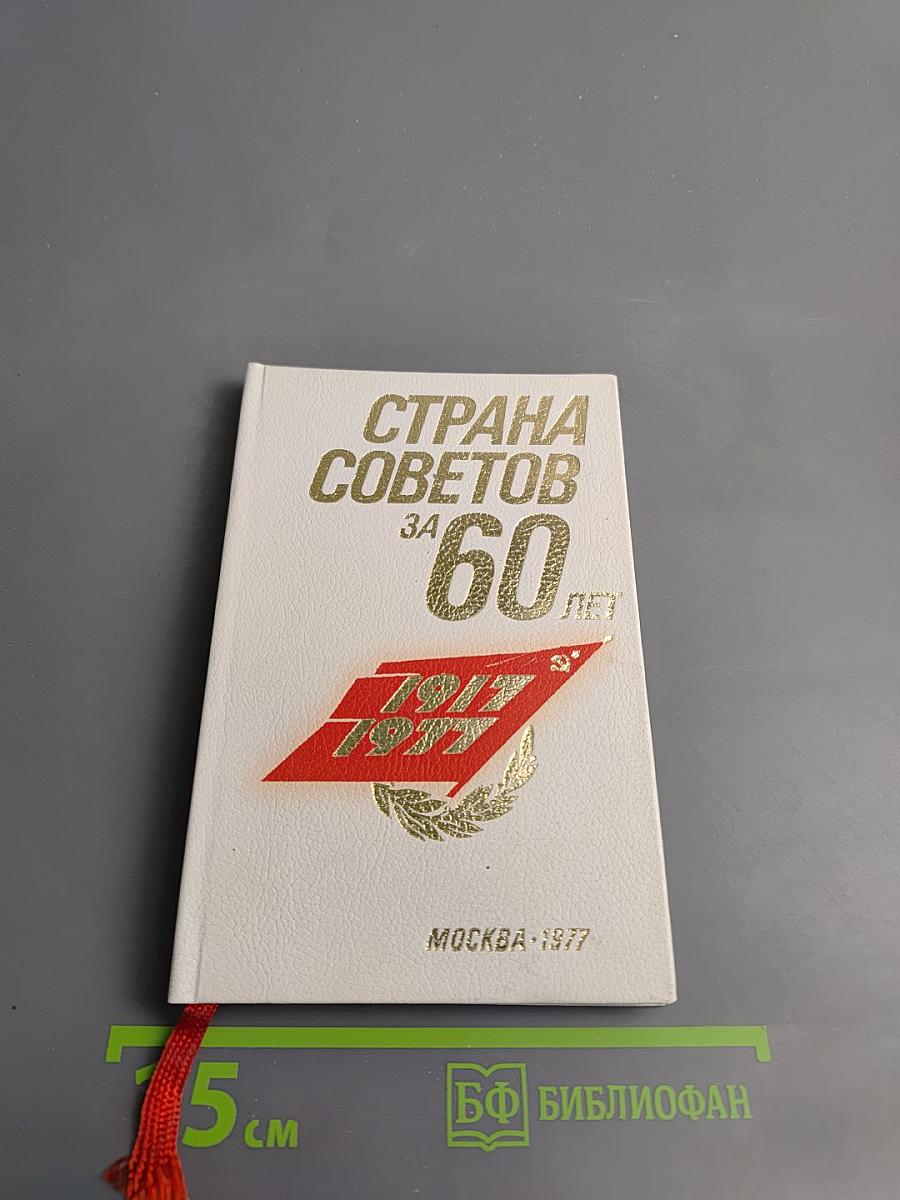 СТРАНА
СОВЕТОВ
ЗА 60 ЛЕТ
1917
1977
МОСКВА · 1977
15 см
БФ БИБЛИОФАН